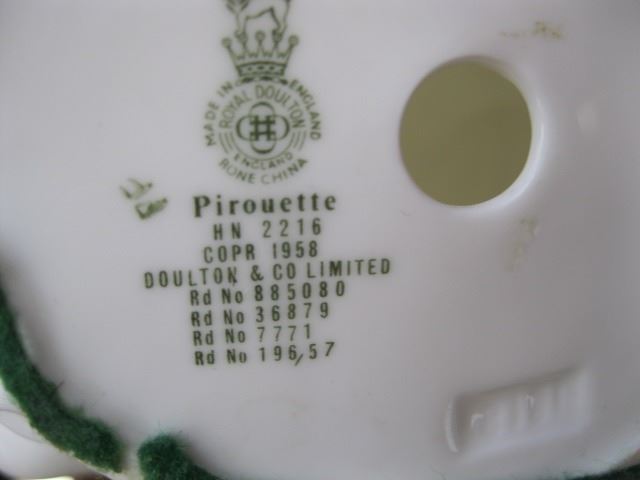 MADE IN ENGLAND
ROYAL DOULTON
ENGLAND
BONE CHINA
Pirouette
HN 2216
COPR 1958
DOULTON & CO LIMITED
Rd No 885080
Rd No 36879
Rd No 7771
Rd No 196/57